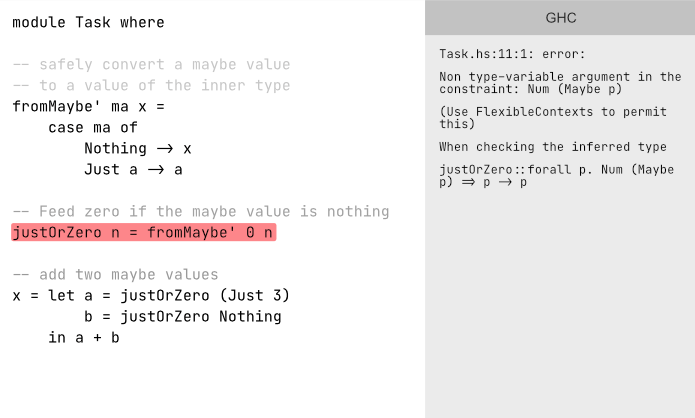 module Task where
-- safely convert a maybe value
-- to a value of the inner type
fromMaybe' ma x =
case ma of
Nothing → x
Just a → a
-- Feed zero if the maybe value is nothing
justOrZero n = fromMaybe' 0 n
-- add two maybe values
x = let a = justOrZero (Just 3)
b = justOrZero Nothing
in a + b
GHC
Task.hs:11:1: error:
Non type-variable argument in the
constraint: Num (Maybe p)
(Use FlexibleContexts to permit
this)
When checking the inferred type
justOrZero::forall p. Num (Maybe
p) ⇒ p → p